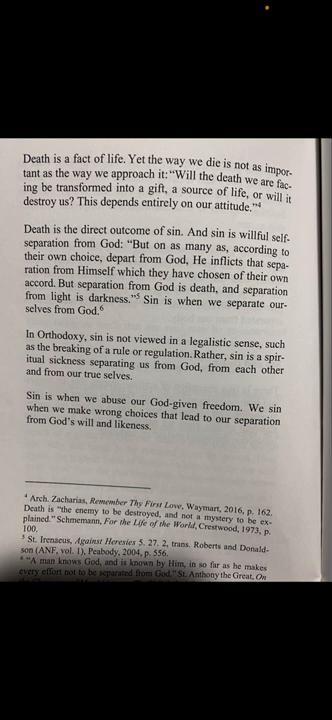 Death is a fact of life. Yet the way we die is not as impor-
tant as the way we approach it: “Will the death we are fac-
ing be transformed into a gift, a source of life, or will it
destroy us? This depends entirely on our attitude.”4
Death is the direct outcome of sin. And sin is willful self-
separation from God: “But on as many as, according to
their own choice, depart from God, He inflicts that sepa-
ration from Himself which they have chosen of their own
accord. But separation from God is death, and separation
from light is darkness.”5 Sin is when we separate our-
selves from God.6
In Orthodoxy, sin is not viewed in a legalistic sense, such
as the breaking of a rule or regulation. Rather, sin is a spir-
itual sickness separating us from God, from each other
and from our true selves.
Sin is when we abuse our God-given freedom. We sin
when we make wrong choices that lead to our separation
from God’s will and likeness.
4 Arch. Zacharias, Remember Thy First Love, Waymart, 2016, p. 162.
Death is “the enemy to be destroyed, and not a mystery to be ex-
plained.” Schmemann, For the Life of the World, Crestwood, 1973, p.
100.
5 St. Irenaeus, Against Heresies 5. 27. 2, trans. Roberts and Donald-
son (ANF, vol. 1), Peabody, 2004, p. 556.
6 “A man knows God, and is known by Him, in so far as he makes
every effort not to be separated from God.” St. Anthony the Great, On